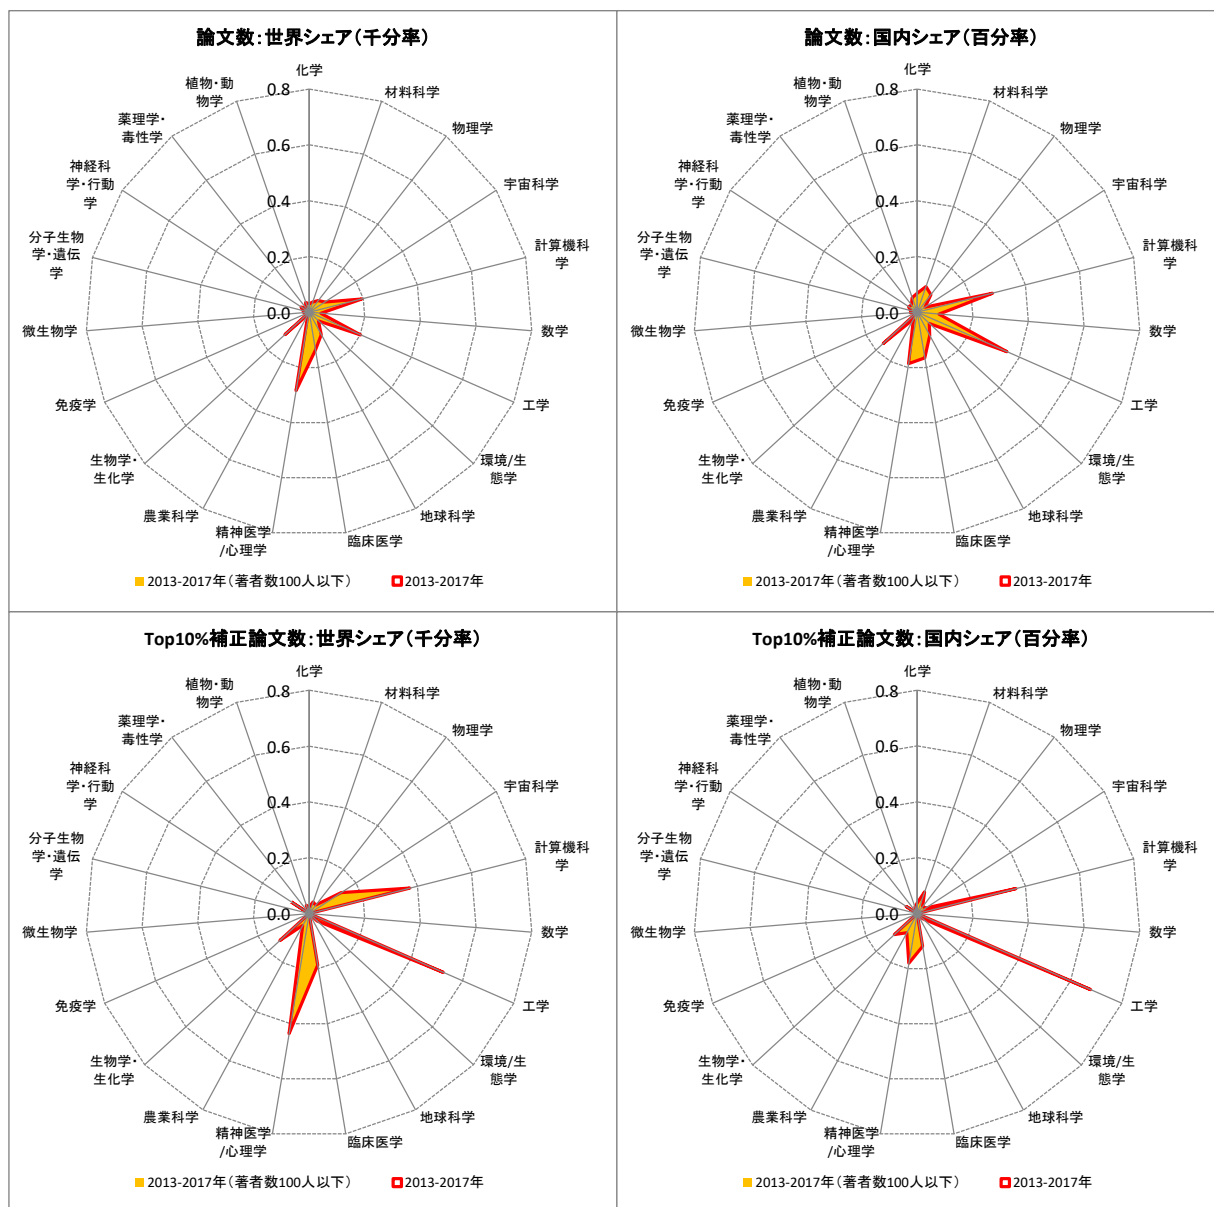 論文数：世界シェア（千分率）
化学
材料科学
物理学
宇宙科学
計算機科
学
数学
工学
環境/生
態学
地球科学
臨床医学
精神医学
/心理学
農業科学
生物学・
生化学
免疫学
微生物学
分子生物
学・遺伝
学
神経科
学・行動
学
薬理学・
毒性学
植物・動
物学
0.8
0.6
0.4
0.2
0.0
2013-2017年（著者数100人以下）
2013-2017年
論文数：国内シェア（百分率）
化学
材料科学
物理学
宇宙科学
計算機科
学
数学
工学
環境/生
態学
地球科学
臨床医学
精神医学
/心理学
農業科学
生物学・
生化学
免疫学
微生物学
分子生物
学・遺伝
学
神経科
学・行動
学
薬理学・
毒性学
植物・動
物学
0.8
0.6
0.4
0.2
0.0
2013-2017年（著者数100人以下）
2013-2017年
Top10%補正論文数：世界シェア（千分率）
化学
材料科学
物理学
宇宙科学
計算機科
学
数学
工学
環境/生
態学
地球科学
臨床医学
精神医学
/心理学
農業科学
生物学・
生化学
免疫学
微生物学
分子生物
学・遺伝
学
神経科
学・行動
学
薬理学・
毒性学
植物・動
物学
0.8
0.6
0.4
0.2
0.0
2013-2017年（著者数100人以下）
2013-2017年
Top10%補正論文数：国内シェア（百分率）
化学
材料科学
物理学
宇宙科学
計算機科
学
数学
工学
環境/生
態学
地球科学
臨床医学
精神医学
/心理学
農業科学
生物学・
生化学
免疫学
微生物学
分子生物
学・遺伝
学
神経科
学・行動
学
薬理学・
毒性学
植物・動
物学
0.8
0.6
0.4
0.2
0.0
2013-2017年（著者数100人以下）
2013-2017年